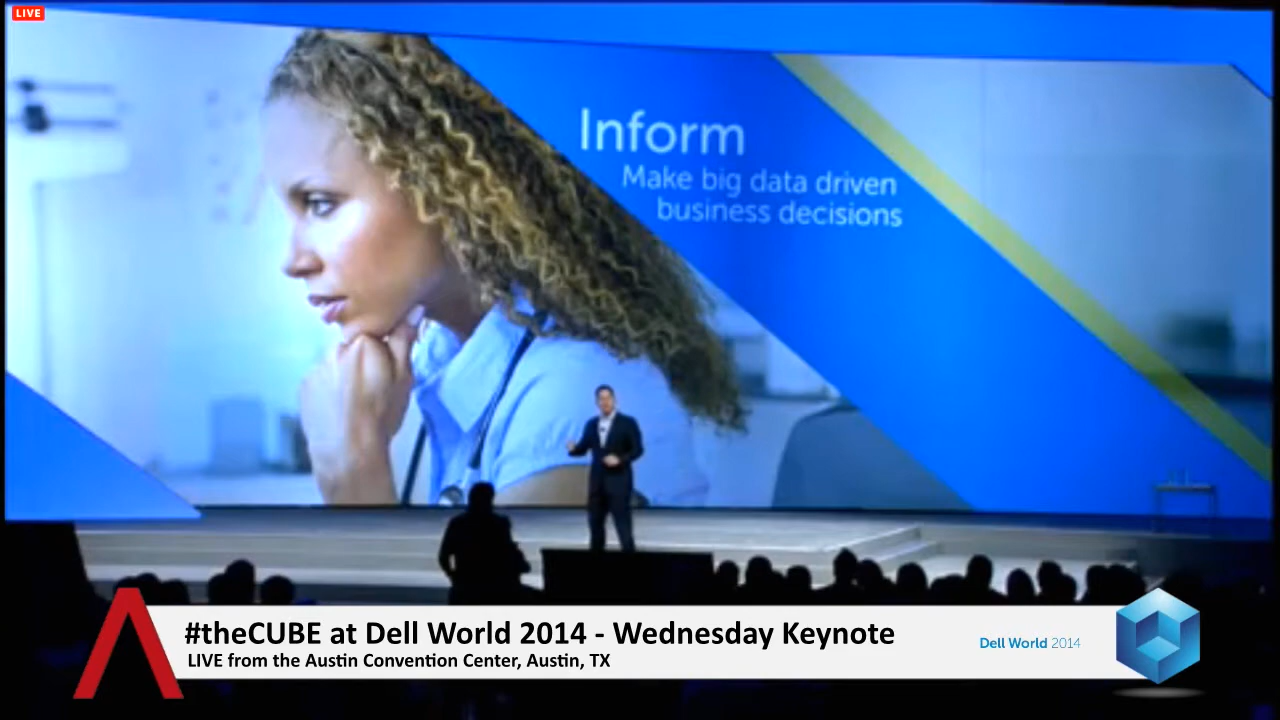 LIVE
Inform
Make big data driven
business decisions
#theCUBE at Dell World 2014 - Wednesday Keynote
LIVE from the Austin Convention Center, Austin, TX
Dell World 2014